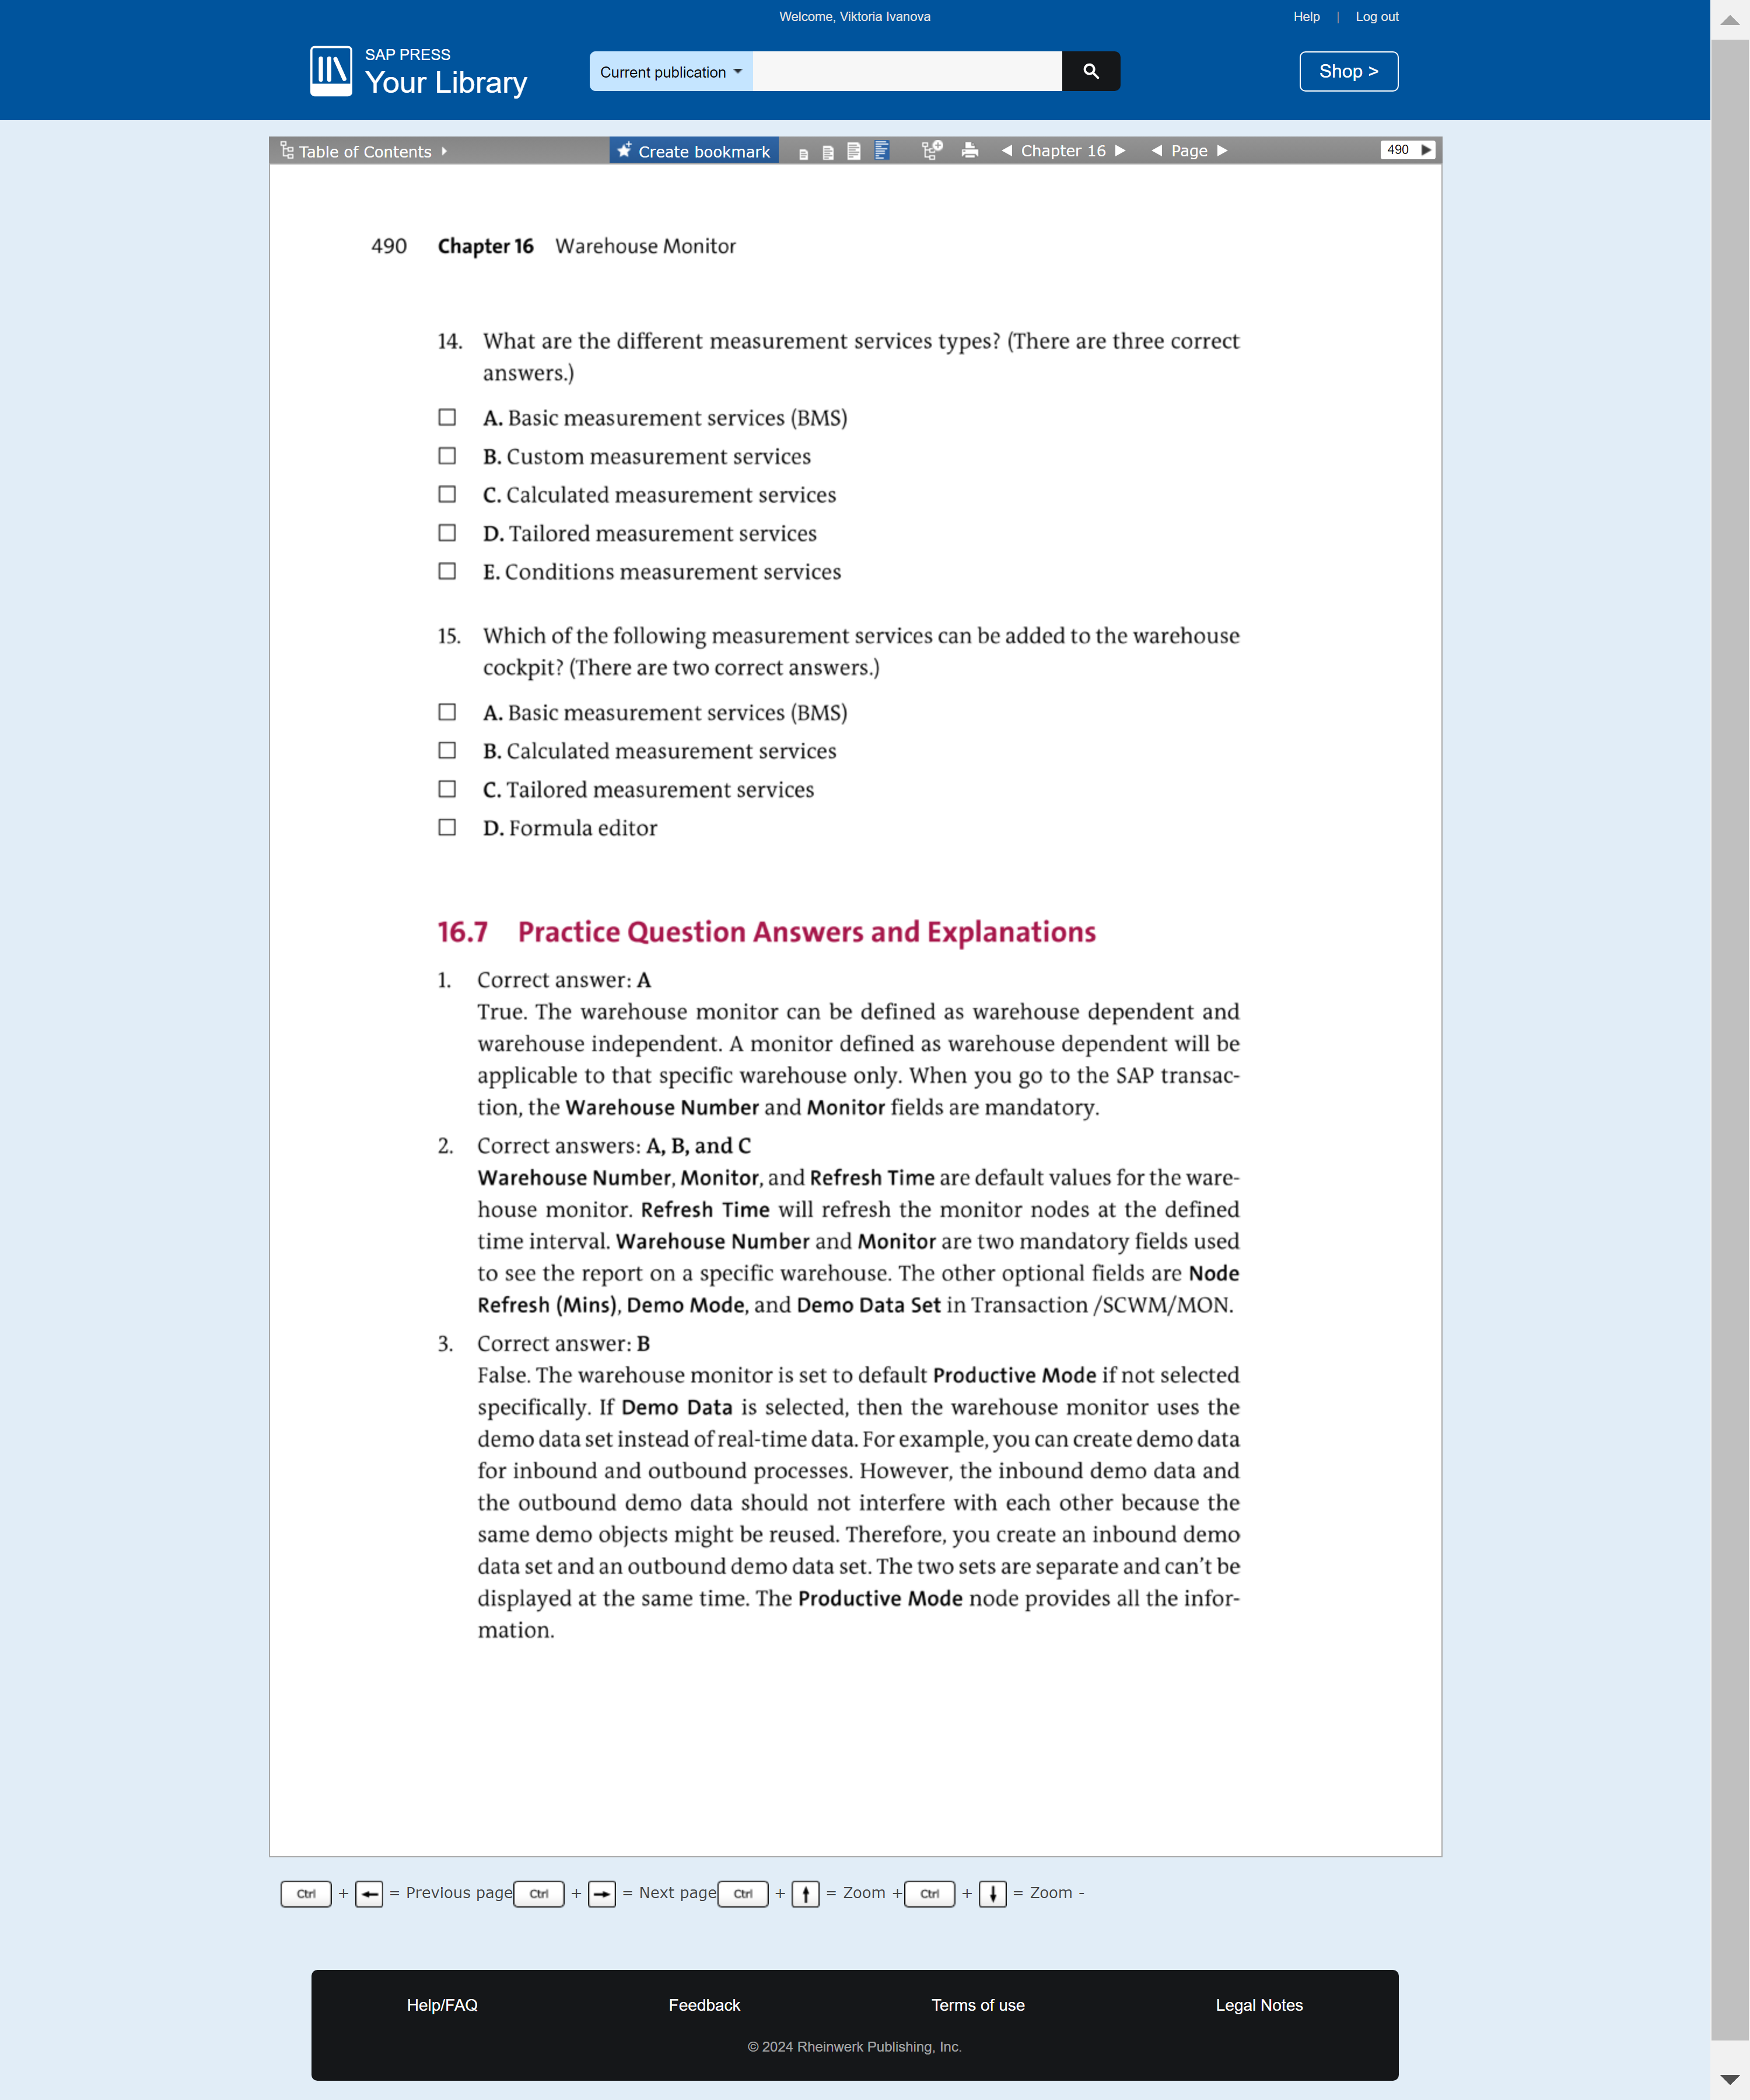 Welcome, Viktoria Ivanova
Help | Log out
SAP PRESS
Your Library
Current publication
Shop >
Table of Contents
Create bookmark
Chapter 16
Page
490
490 Chapter 16 Warehouse Monitor
14. What are the different measurement services types? (There are three correct
answers.)
A. Basic measurement services (BMS)
B. Custom measurement services
C. Calculated measurement services
D. Tailored measurement services
E. Conditions measurement services
15. Which of the following measurement services can be added to the warehouse
cockpit? (There are two correct answers.)
A. Basic measurement services (BMS)
B. Calculated measurement services
C. Tailored measurement services
D. Formula editor
16.7 Practice Question Answers and Explanations
1. Correct answer: A
True. The warehouse monitor can be defined as warehouse dependent and
warehouse independent. A monitor defined as warehouse dependent will be
applicable to that specific warehouse only. When you go to the SAP transac-
tion, the Warehouse Number and Monitor fields are mandatory.
2. Correct answers: A, B, and C
Warehouse Number, Monitor, and Refresh Time are default values for the ware-
house monitor. Refresh Time will refresh the monitor nodes at the defined
time interval. Warehouse Number and Monitor are two mandatory fields used
to see the report on a specific warehouse. The other optional fields are Node
Refresh (Mins), Demo Mode, and Demo Data Set in Transaction /SCWM/MON.
3. Correct answer: B
False. The warehouse monitor is set to default Productive Mode if not selected
specifically. If Demo Data is selected, then the warehouse monitor uses the
demo data set instead of real-time data. For example, you can create demo data
for inbound and outbound processes. However, the inbound demo data and
the outbound demo data should not interfere with each other because the
same demo objects might be reused. Therefore, you create an inbound demo
data set and an outbound demo data set. The two sets are separate and can't be
displayed at the same time. The Productive Mode node provides all the infor-
mation.
Ctrl + ← = Previous page Ctrl + → = Next page Ctrl + ↑ = Zoom + Ctrl + ↓ = Zoom -
Help/FAQ Feedback Terms of use Legal Notes
© 2024 Rheinwerk Publishing, Inc.